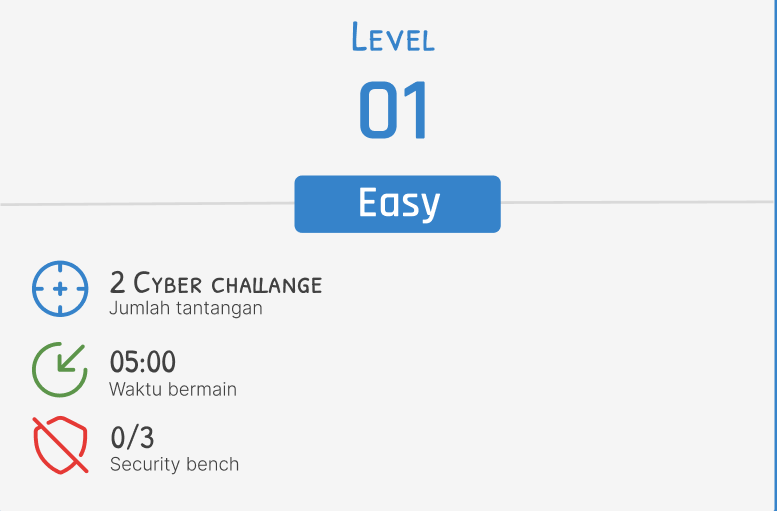 Level
01
Easy
2 Cyber challange
Jumlah tantangan
05:00
Waktu bermain
0/3
Security bench